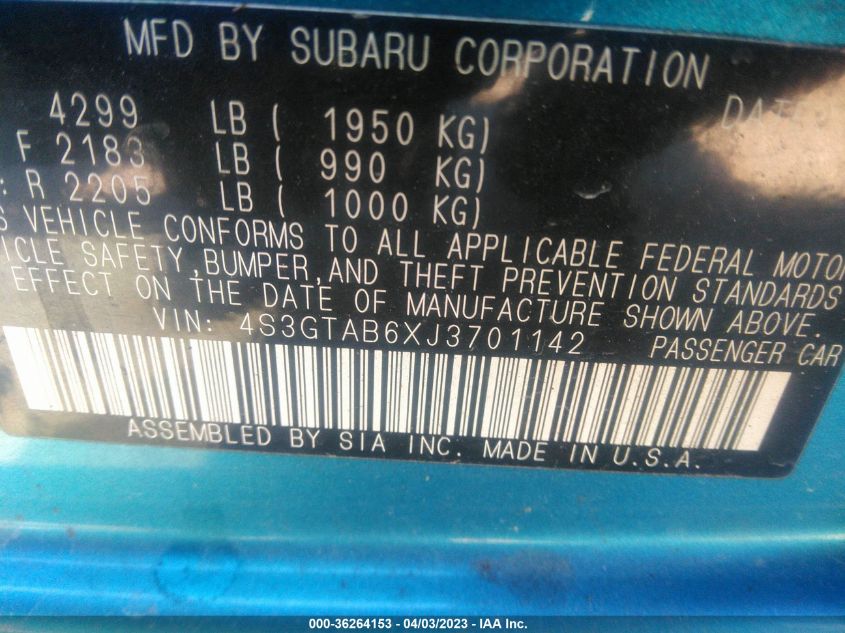 MFD BY SUBARU CORPORATION
4299 LB ( 1950 KG)
F 2183 LB ( 990 KG)
: R 2205 LB ( 1000 KG)
S VEHICLE CONFORMS TO ALL APPLICABLE FEDERAL MOTOR
ICLE SAFETY,BUMPER,AND THEFT PREVENTION STANDARDS
EFFECT ON THE DATE OF MANUFACTURE SHOWN ABOVE.
VIN: 4S3GTAB6XJ3701142 PASSENGER CAR
ASSEMBLED BY SIA INC. MADE IN U.S.A.
000-36264153 - 04/03/2023 - IAA Inc.